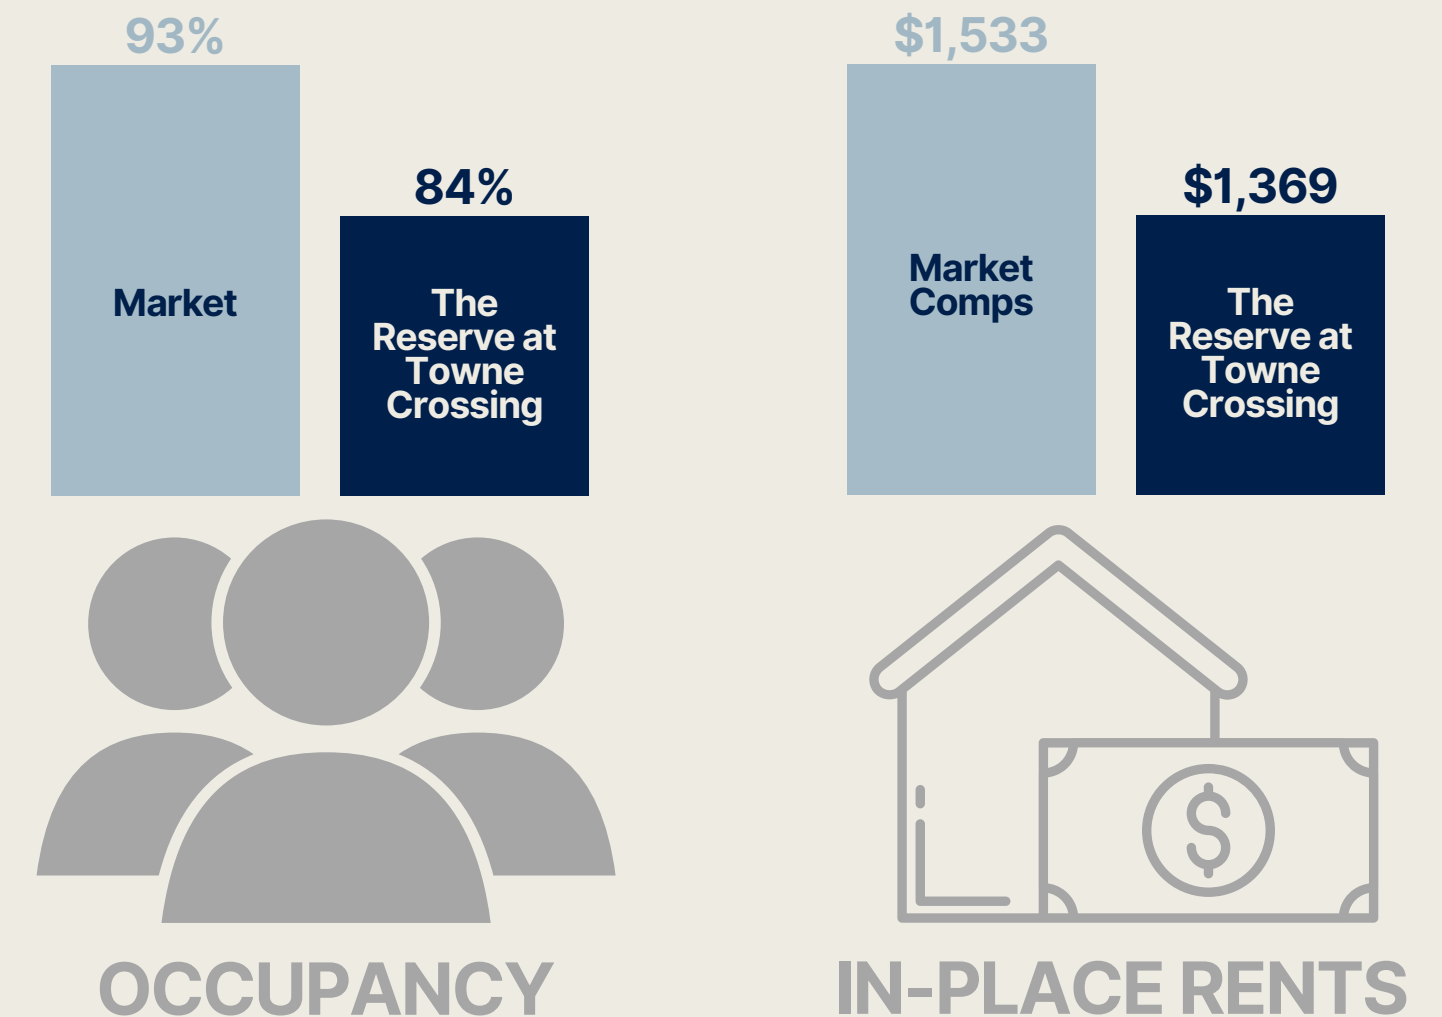 93%
Market
84%
The
Reserve at
Towne
Crossing
OCCUPANCY
$1,533
Market
Comps
$1,369
The
Reserve at
Towne
Crossing
$
IN-PLACE RENTS